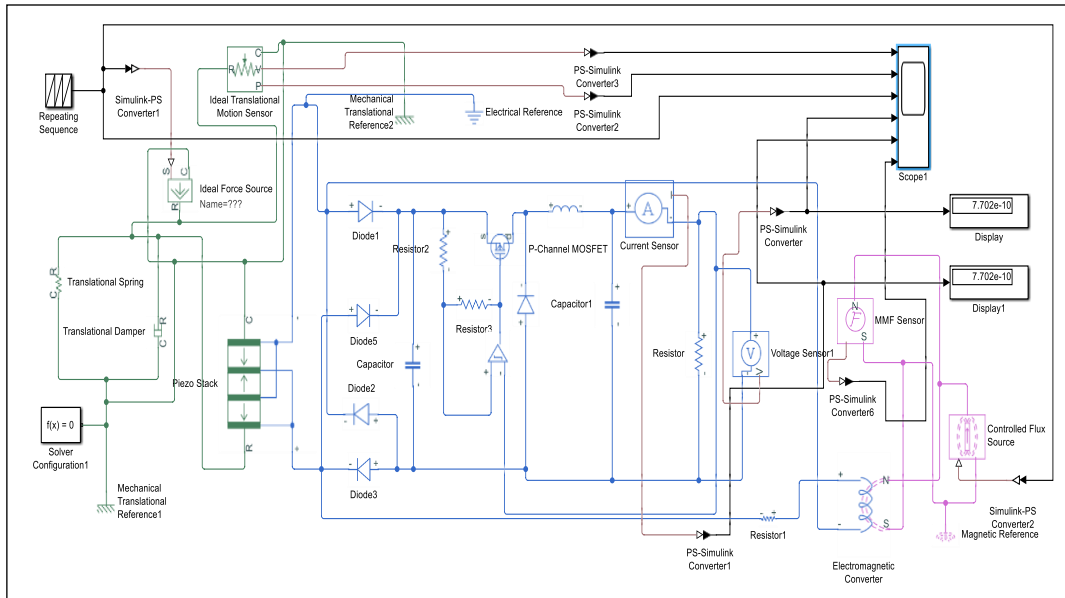 Repeating
Sequence
Simulink-PS
Converter1
R
C
V
P
Ideal Translational
Motion Sensor
Mechanical
Translational
Reference2
Electrical Reference
PS-Simulink
Converter3
PS-Simulink
Converter2
Scope1
S
C
R
Ideal Force Source
Name=???
Diode1
Resistor2
s
g
P-Channel MOSFET
+
-
A
Current Sensor
I
PS-Simulink
Converter
7.702e-10
Display
7.702e-10
Display1
R
C
Translational Spring
Translational Damper
R
C
Diode5
Resistor3
Capacitor
Capacitor1
Resistor
V
Voltage Sensor1
N
F
S
MMF Sensor
C
Piezo Stack
R
Diode2
Diode3
PS-Simulink
Converter6
Controlled Flux
Source
f(x) = 0
Solver
Configuration1
Mechanical
Translational
Reference1
Resistor1
PS-Simulink
Converter1
+
-
N
S
Electromagnetic
Converter
Magnetic Reference
Simulink-PS
Converter2